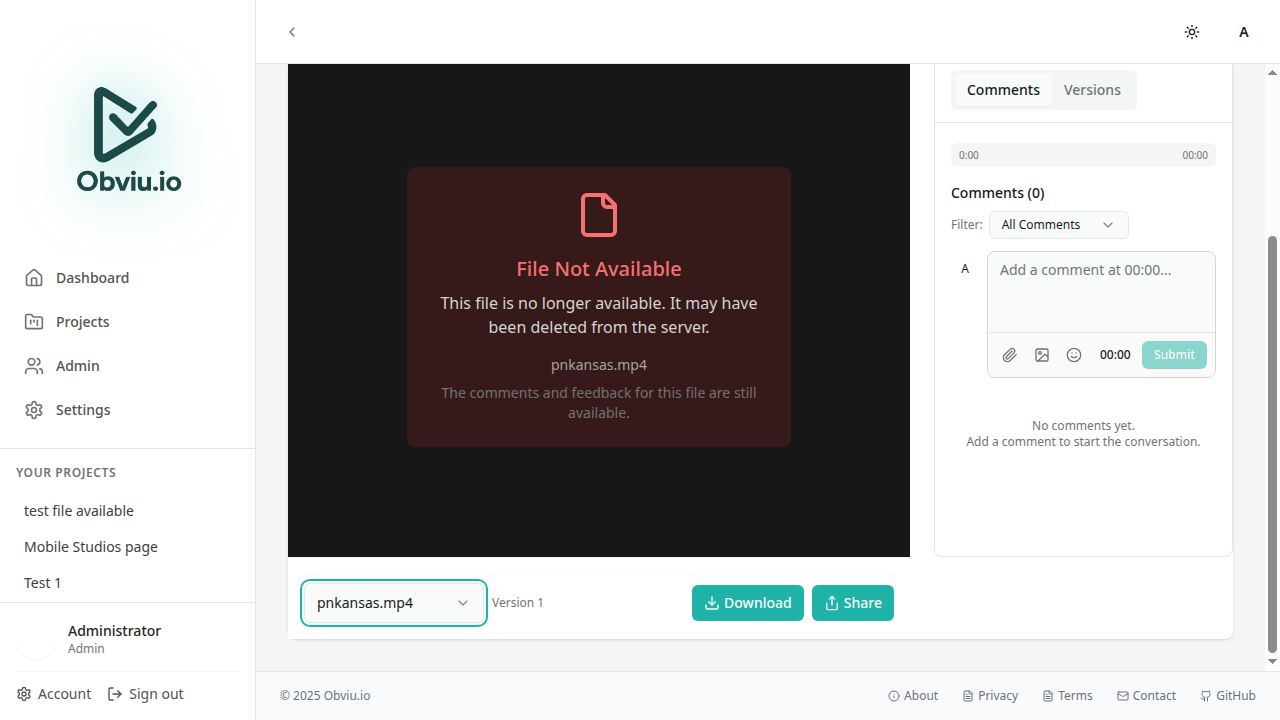 A
Obviu.io
Dashboard
Projects
Admin
Settings
YOUR PROJECTS
test file available
Mobile Studios page
Test 1
Administrator
Admin
Account
Sign out
File Not Available
This file is no longer available. It may have
been deleted from the server.
pnkansas.mp4
The comments and feedback for this file are still
available.
pnkansas.mp4
Version 1
Download
Share
Comments
Versions
0:00
00:00
Comments (0)
Filter:
All Comments
A
Add a comment at 00:00...
00:00
Submit
No comments yet.
Add a comment to start the conversation.
© 2025 Obviu.io
About
Privacy
Terms
Contact
GitHub